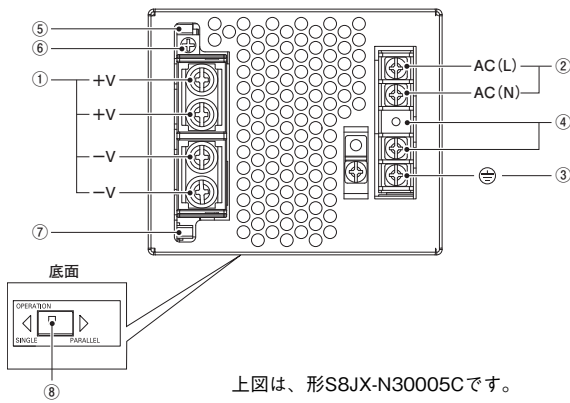 ⑤
⑥
① +V
+V
−V
−V
⑦
AC(L) ②
AC(N)
④
③
底面
OPERATION
SINGLE PARALLEL
⑧
上図は、形S8JX-N30005Cです。